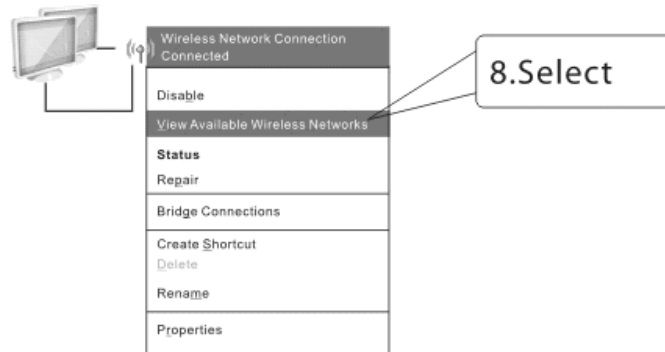 Wireless Network Connection
Connected
Disable
View Available Wireless Networks
8.Select
Status
Repair
Bridge Connections
Create Shortcut
Delete
Rename
Properties